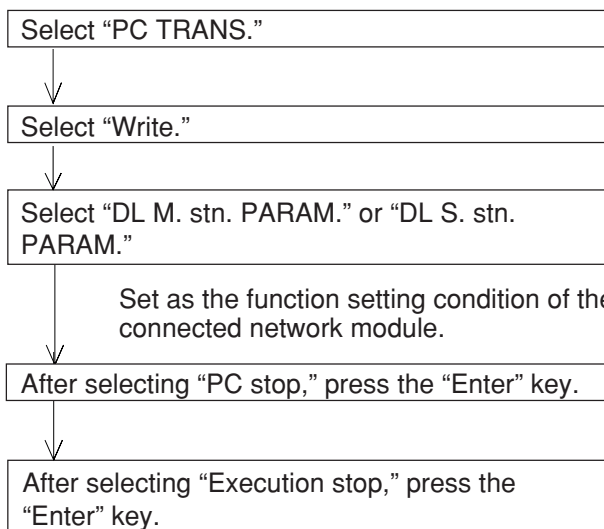 Select “PC TRANS.”
Select “Write.”
Select “DL M. stn. PARAM.” or “DL S. stn.
PARAM.”
Set as the function setting condition of the
connected network module.
After selecting “PC stop,” press the “Enter” key.
After selecting “Execution stop,” press the
“Enter” key.